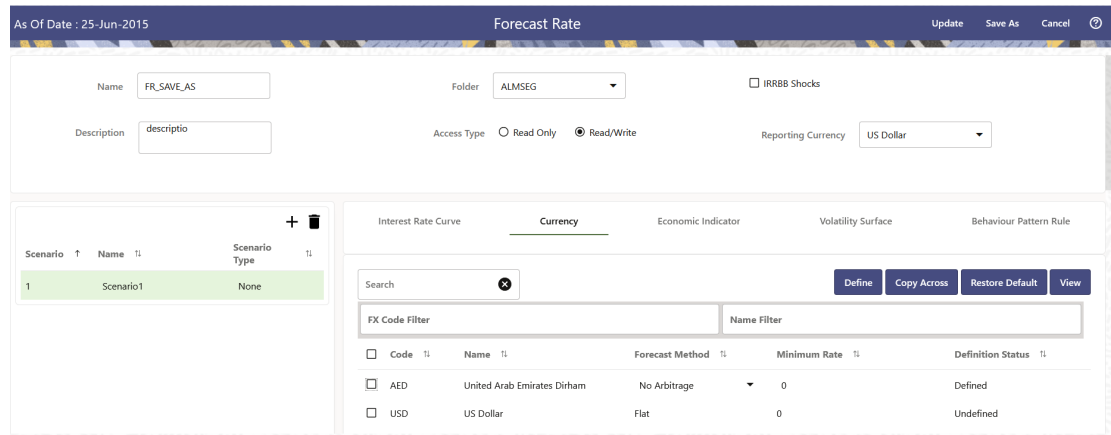 As Of Date : 25-Jun-2015 Forecast Rate Update Save As Cancel ?
Name FR_SAVE_AS Folder ALMSEG IRRBB Shocks
Description descriptio Access Type Read Only Read/Write Reporting Currency US Dollar
Interest Rate Curve Currency Economic Indicator Volatility Surface Behaviour Pattern Rule
Scenario Name Scenario Type
1 Scenario1 None
Search Define Copy Across Restore Default View
FX Code Filter Name Filter
Code Name Forecast Method Minimum Rate Definition Status
AED United Arab Emirates Dirham No Arbitrage 0 Defined
USD US Dollar Flat 0 Undefined